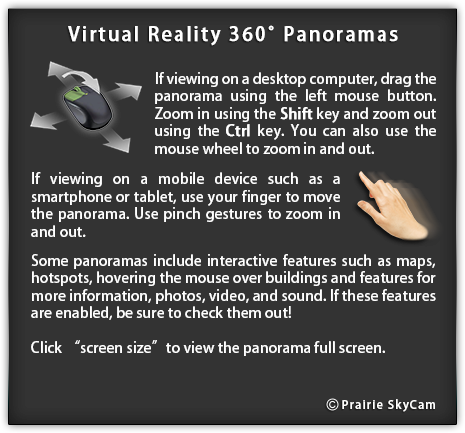 Virtual Reality 360° Panoramas
If viewing on a desktop computer, drag the
panorama using the left mouse button.
Zoom in using the Shift key and zoom out
using the Ctrl key. You can also use the
mouse wheel to zoom in and out.
If viewing on a mobile device such as a
smartphone or tablet, use your finger to move
the panorama. Use pinch gestures to zoom in
and out.
Some panoramas include interactive features such as maps,
hotspots, hovering the mouse over buildings and features for
more information, photos, video, and sound. If these features
are enabled, be sure to check them out!
Click “screen size” to view the panorama full screen.
© Prairie SkyCam